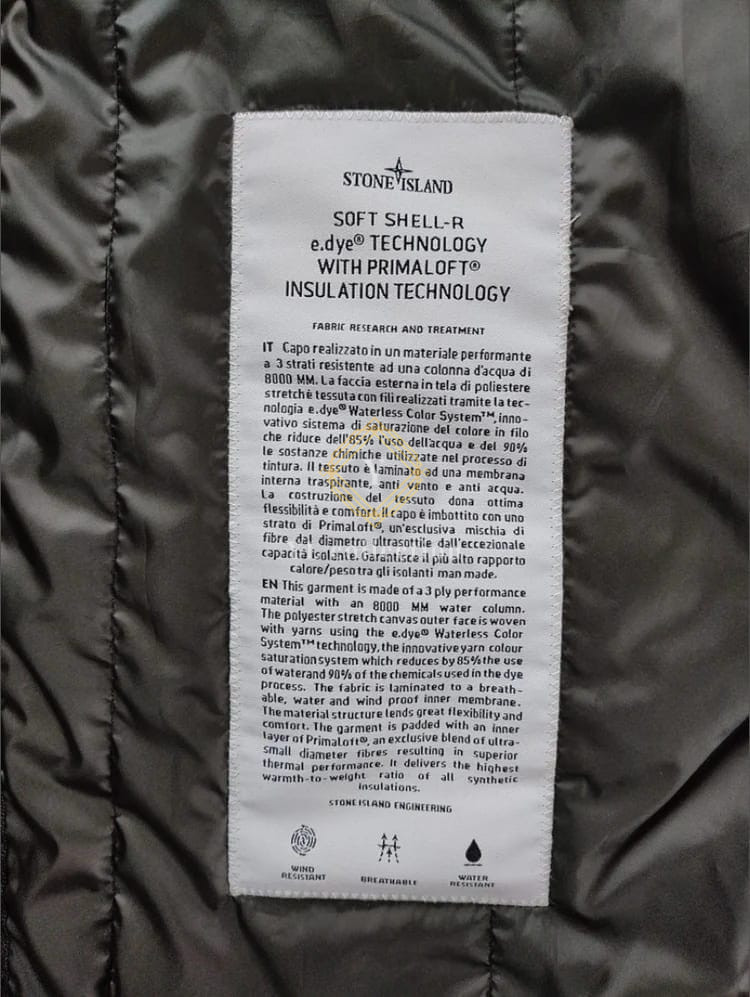 STONE ISLAND
SOFT SHELL-R
e.dye® TECHNOLOGY
WITH PRIMALOFT®
INSULATION TECHNOLOGY
FABRIC RESEARCH AND TREATMENT
IT Capo realizzato in un materiale performante
a 3 strati resistente ad una colonna d'acqua di
8000 MM. La faccia esterna in tela di poliestere
stretch è tessuta con fili realizzati tramite la tec-
nologia e.dye® Waterless Color System™, inno-
vativo sistema di saturazione del colore in filo
che riduce dell'85% l'uso dell'acqua e del 90%
le sostanze chimiche utilizzate nel processo di
tintura. Il tessuto è laminato ad una membrana
interna traspirante, anti vento e anti acqua.
La costruzione del tessuto dona ottima
flessibilità e comfort. Il capo è imbottito con uno
strato di PrimaLoft®, un'esclusiva mischia di
fibre dal diametro ultrasottile dall'eccezionale
capacità isolante. Garantisce il più alto rapporto
calore/peso tra gli isolanti man made.
EN This garment is made of a 3 ply performance
material with an 8000 MM water column.
The polyester stretch canvas outer face is woven
with yarns using the e.dye® Waterless Color
System™ technology, the innovative yarn colour
saturation system which reduces by 85% the use
of water and 90% of the chemicals used in the dye
process. The fabric is laminated to a breath-
able, water and wind proof inner membrane.
The material structure lends great flexibility and
comfort. The garment is padded with an inner
layer of PrimaLoft®, an exclusive blend of ultra-
small diameter fibres resulting in superior
thermal performance. It delivers the highest
warmth-to-weight ratio of all synthetic
insulations.
STONE ISLAND ENGINEERING
WIND
RESISTANT
BREATHABLE
WATER
RESISTANT